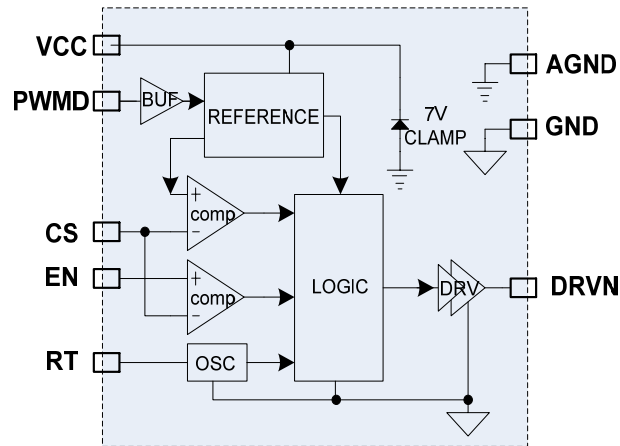 VCC
AGND
PWMD
BUF
REFERENCE
7V
CLAMP
GND
+
comp
−
CS
EN
+
comp
−
LOGIC
DRV
DRVN
RT
OSC